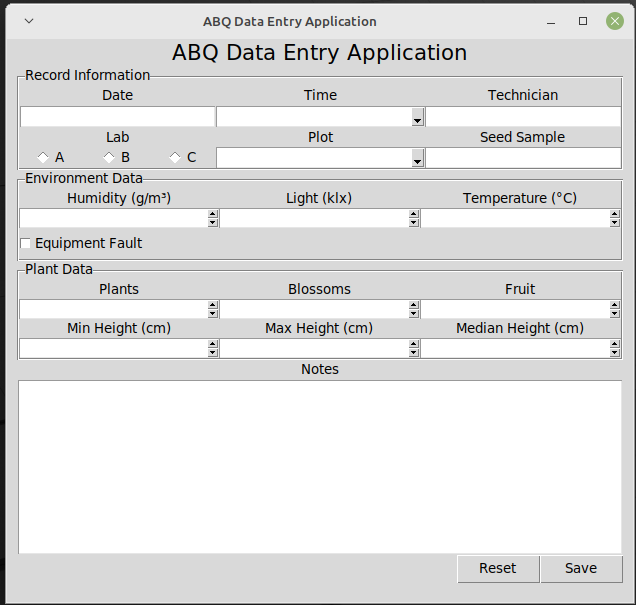 ABQ Data Entry Application
ABQ Data Entry Application
Record Information
Date Time Technician
Lab Plot Seed Sample
A B C
Environment Data
Humidity (g/m³) Light (klx) Temperature (°C)
Equipment Fault
Plant Data
Plants Blossoms Fruit
Min Height (cm) Max Height (cm) Median Height (cm)
Notes
Reset Save